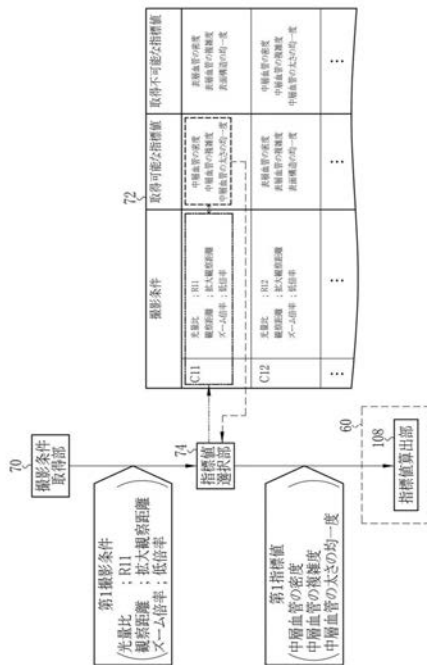 70
撮影条件
取得部
第1撮影条件
光量比 ; R11
観察距離 ; 拡大観察距離
ズーム倍率 ; 低倍率
74
指標値
選択部
第1指標値
中層血管の密度
中層血管の複雑度
中層血管の太さの均一度
60
108
指標値算出部
72
撮影条件
取得可能な指標値
取得不可能な指標値
C11
光量比 ; R11
観察距離 ; 拡大観察距離
ズーム倍率 ; 低倍率
中層血管の密度
中層血管の複雑度
中層血管の太さの均一度
表層血管の密度
表層血管の複雑度
表面構造の均一度
C12
光量比 ; R12
観察距離 ; 拡大観察距離
ズーム倍率 ; 低倍率
表層血管の密度
表層血管の複雑度
表面構造の均一度
中層血管の密度
中層血管の複雑度
中層血管の太さの均一度